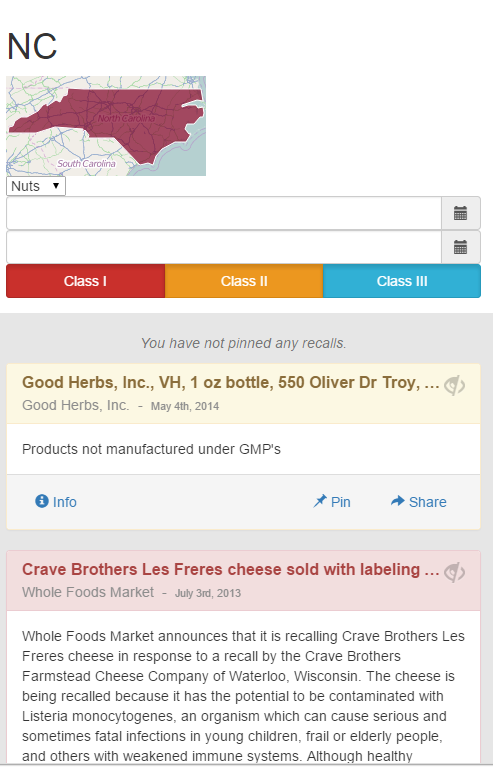 NC
North Carolina
South Carolina
Nuts
Class I Class II Class III
You have not pinned any recalls.
Good Herbs, Inc., VH, 1 oz bottle, 550 Oliver Dr Troy, ...
Good Herbs, Inc. - May 4th, 2014
Products not manufactured under GMP's
Info Pin Share
Crave Brothers Les Freres cheese sold with labeling ...
Whole Foods Market - July 3rd, 2013
Whole Foods Market announces that it is recalling Crave Brothers Les
Freres cheese in response to a recall by the Crave Brothers
Farmstead Cheese Company of Waterloo, Wisconsin. The cheese is
being recalled because it has the potential to be contaminated with
Listeria monocytogenes, an organism which can cause serious and
sometimes fatal infections in young children, frail or elderly people,
and others with weakened immune systems. Although healthy